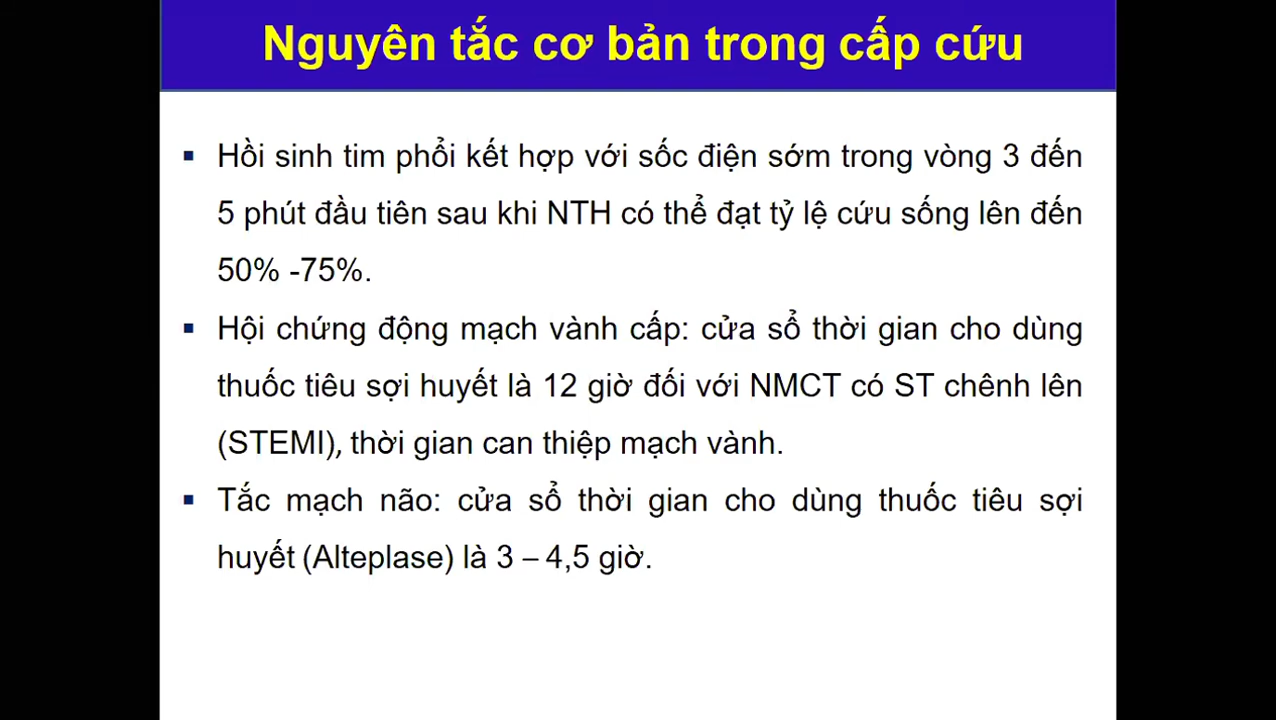 Nguyên tắc cơ bản trong cấp cứu
▪ Hồi sinh tim phổi kết hợp với sốc điện sớm trong vòng 3 đến
5 phút đầu tiên sau khi NTH có thể đạt tỷ lệ cứu sống lên đến
50% -75%.
▪ Hội chứng động mạch vành cấp: cửa sổ thời gian cho dùng
thuốc tiêu sợi huyết là 12 giờ đối với NMCT có ST chênh lên
(STEMI), thời gian can thiệp mạch vành.
▪ Tắc mạch não: cửa sổ thời gian cho dùng thuốc tiêu sợi
huyết (Alteplase) là 3 – 4,5 giờ.